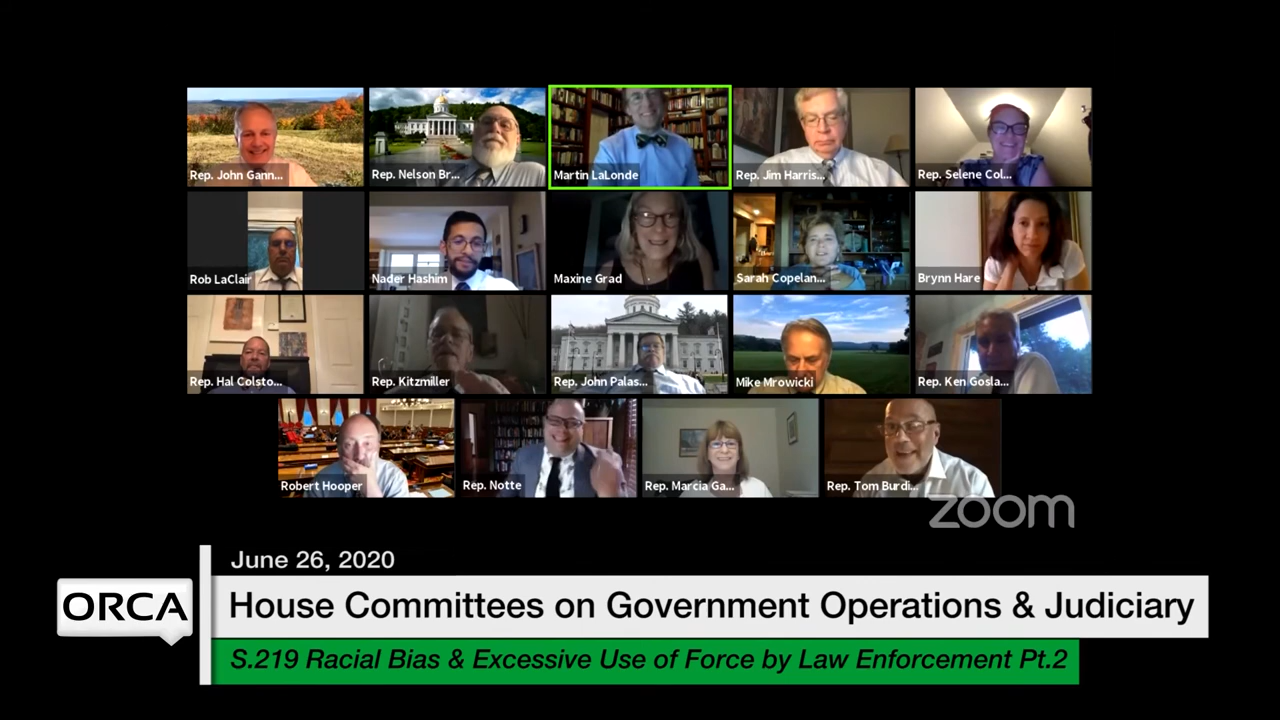 Rep. John Gann...
Rep. Nelson Br...
Martin LaLonde
Rep. Jim Harris...
Rep. Selene Col...
Rob LaClair
Nader Hashim
Maxine Grad
Sarah Copelan...
Brynn Hare
Rep. Hal Colsto...
Rep. Kitzmiller
Rep. John Palas...
Mike Mrowicki
Rep. Ken Gosla...
Robert Hooper
Rep. Notte
Rep. Marcia Ga...
Rep. Tom Burdi...
zoom
June 26, 2020
ORCA
House Committees on Government Operations & Judiciary
S.219 Racial Bias & Excessive Use of Force by Law Enforcement Pt.2